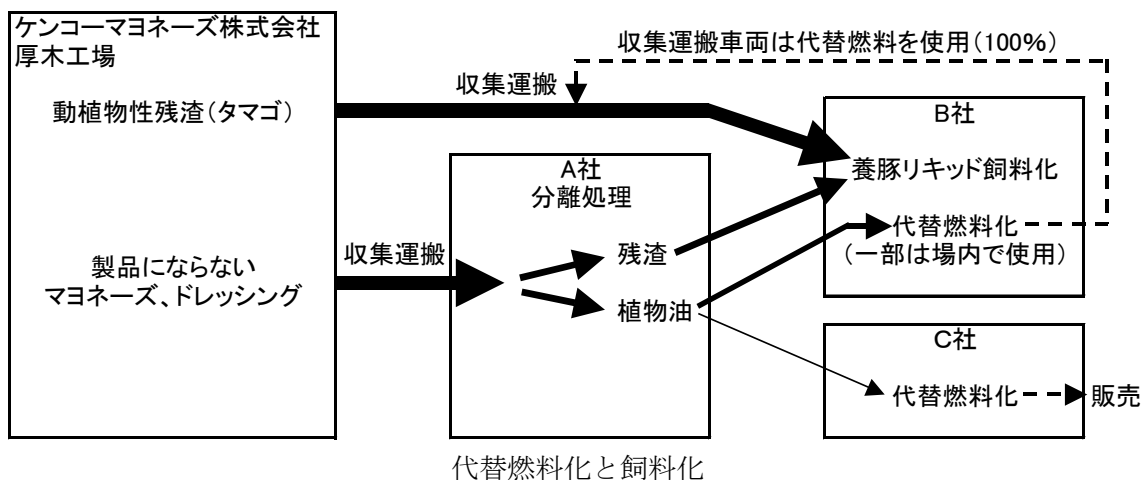 ケンコーマヨネーズ株式会社
厚木工場
動植物性残渣(タマゴ)
製品にならない
マヨネーズ、ドレッシング
収集運搬車両は代替燃料を使用(100%)
収集運搬
収集運搬
A社
分離処理
残渣
植物油
B社
養豚リキッド飼料化
代替燃料化
(一部は場内で使用)
C社
代替燃料化
販売
代替燃料化と飼料化